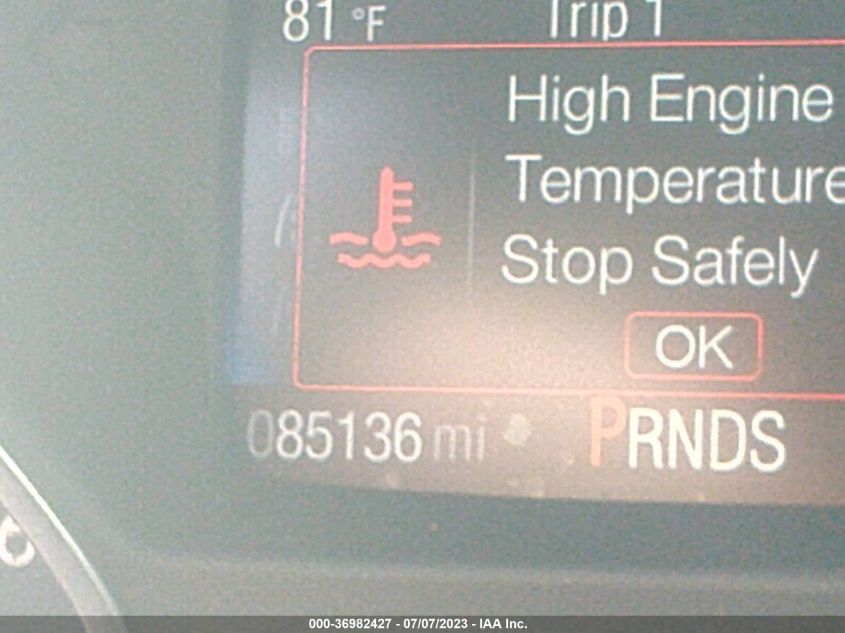 81 °F Trip 1
High Engine
Temperature
Stop Safely
OK
085136 mi PRNDS
000-36982427 - 07/07/2023 - IAA Inc.